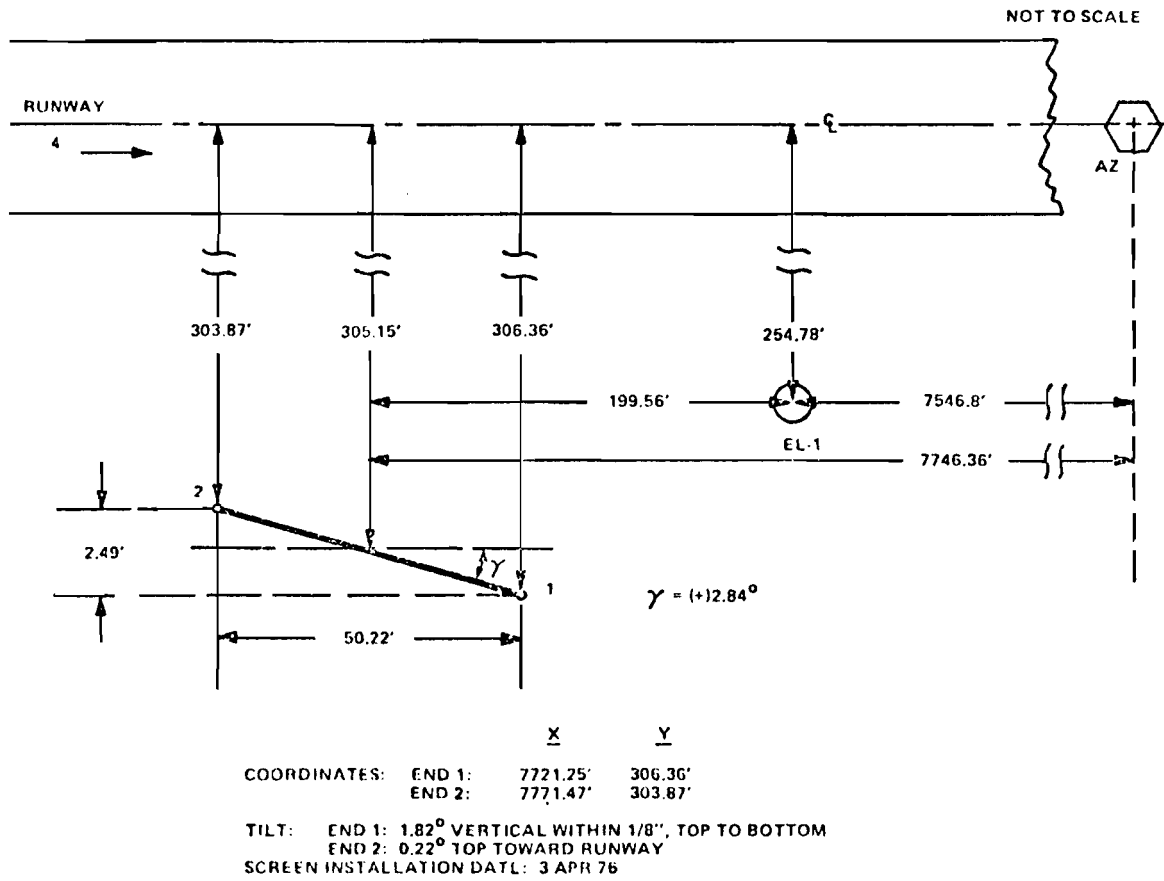 NOT TO SCALE
RUNWAY
4
℄
AZ
303.87′ 305.15′ 306.36′ 254.78′
199.56′ 7546.8′
EL-1
7746.36′
2
2.49′
γ
1
γ = (+)2.84°
50.22′
X Y
COORDINATES: END 1: 7721.25′ 306.36′
END 2: 7771.47′ 303.87′
TILT: END 1: 1.82° VERTICAL WITHIN 1/8", TOP TO BOTTOM
END 2: 0.22° TOP TOWARD RUNWAY
SCREEN INSTALLATION DATE: 3 APR 76